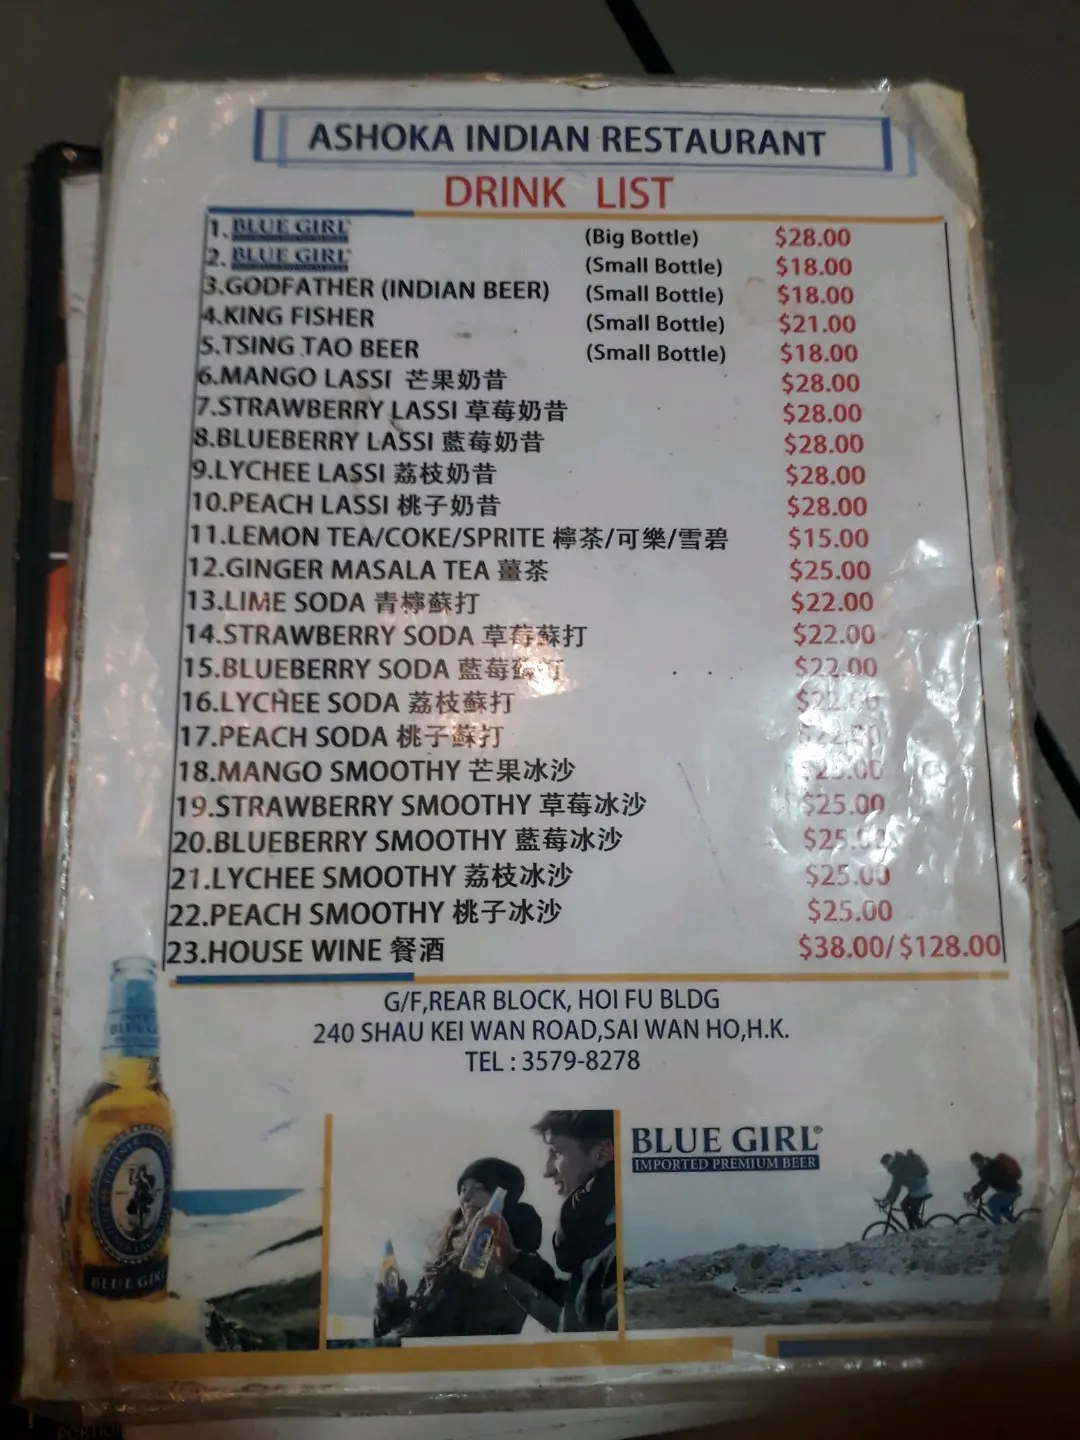 ASHOKA INDIAN RESTAURANT
DRINK LIST
1. BLUE GIRL (Big Bottle) $28.00
2. BLUE GIRL (Small Bottle) $18.00
3.GODFATHER (INDIAN BEER) (Small Bottle) $18.00
4.KING FISHER (Small Bottle) $21.00
5.TSING TAO BEER (Small Bottle) $18.00
6.MANGO LASSI 芒果奶昔 $28.00
7.STRAWBERRY LASSI 草莓奶昔 $28.00
8.BLUEBERRY LASSI 藍莓奶昔 $28.00
9.LYCHEE LASSI 荔枝奶昔 $28.00
10.PEACH LASSI 桃子奶昔 $28.00
11.LEMON TEA/COKE/SPRITE 檸茶/可樂/雪碧 $15.00
12.GINGER MASALA TEA 薑茶 $25.00
13.LIME SODA 青檸蘇打 $22.00
14.STRAWBERRY SODA 草莓蘇打 $22.00
15.BLUEBERRY SODA 藍莓蘇打 $22.00
16.LYCHEE SODA 荔枝蘇打 $22.00
17.PEACH SODA 桃子蘇打
18.MANGO SMOOTHY 芒果冰沙 $25.00
19.STRAWBERRY SMOOTHY 草莓冰沙 $25.00
20.BLUEBERRY SMOOTHY 藍莓冰沙 $25.00
21.LYCHEE SMOOTHY 荔枝冰沙 $25.00
22.PEACH SMOOTHY 桃子冰沙 $25.00
23.HOUSE WINE 餐酒 $38.00/$128.00
G/F,REAR BLOCK, HOI FU BLDG
240 SHAU KEI WAN ROAD,SAI WAN HO,H.K.
TEL : 3579-8278
BLUE GIRL®
IMPORTED PREMIUM BEER
BLUE GIRL